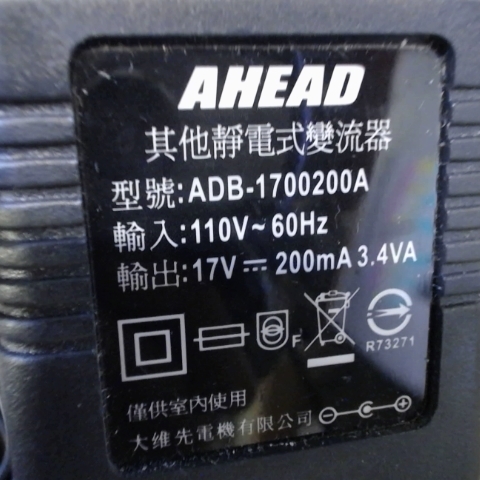 AHEAD
其他靜電式變流器
型號:ADB-1700200A
輸入:110V~60Hz
輸出:17V⎓200mA 3.4VA
F
R73271
僅供室內使用
大維先電機有限公司